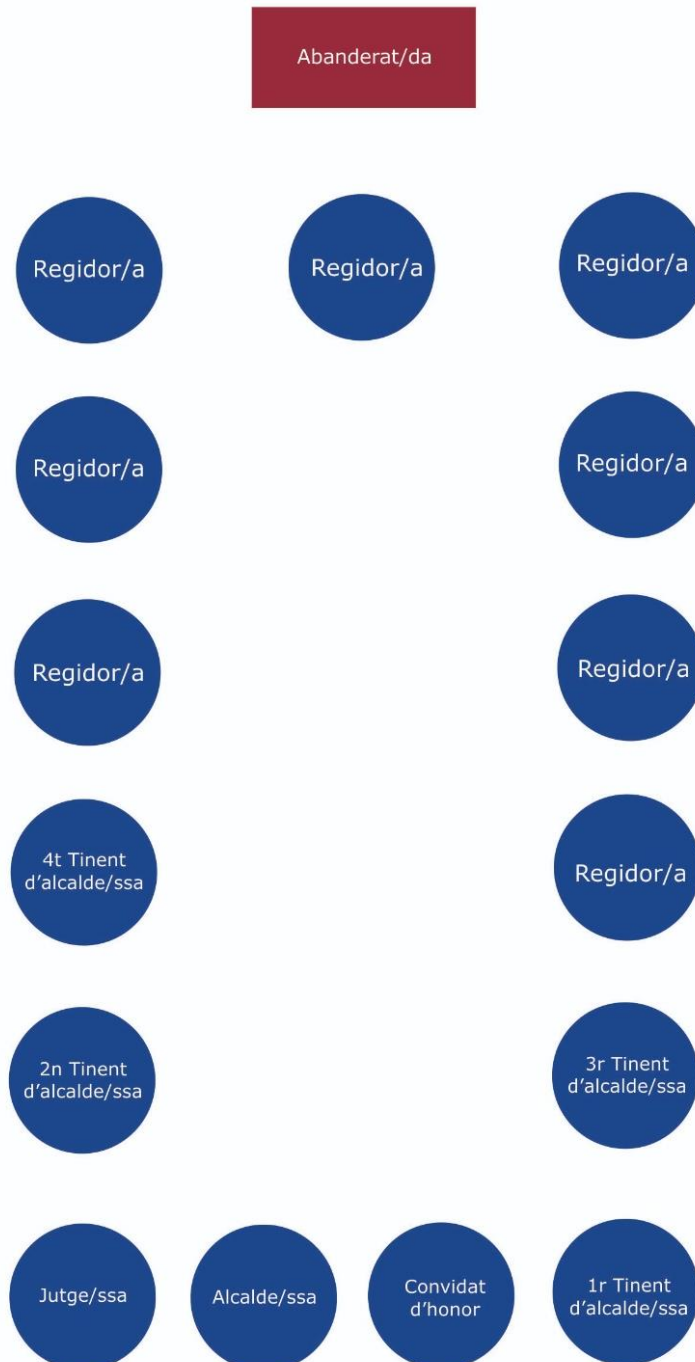 Abanderat/da
Regidor/a
Regidor/a
Regidor/a
Regidor/a
Regidor/a
Regidor/a
Regidor/a
4t Tinent
d’alcalde/ssa
Regidor/a
2n Tinent
d’alcalde/ssa
3r Tinent
d’alcalde/ssa
Jutge/ssa
Alcalde/ssa
Convidat
d’honor
1r Tinent
d’alcalde/ssa